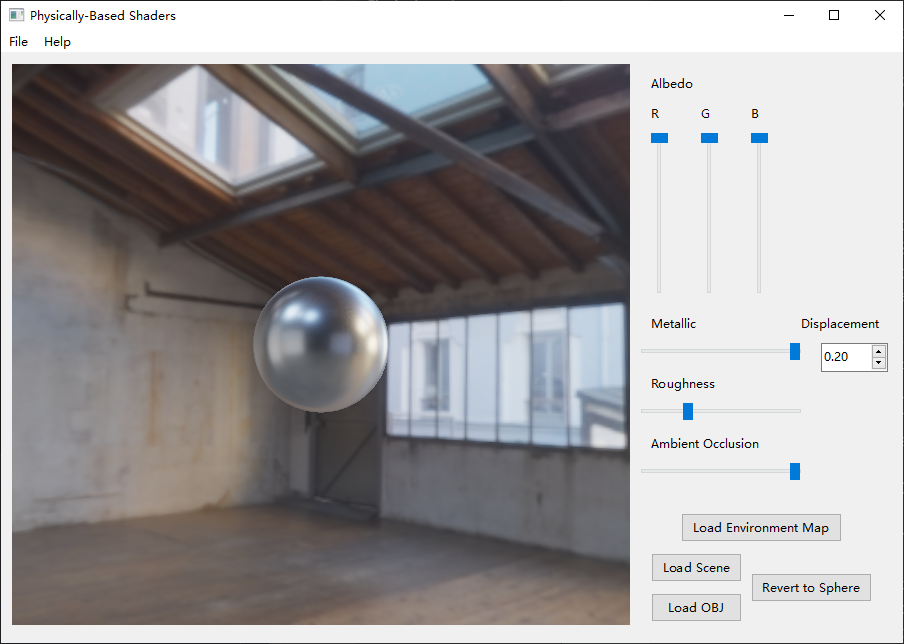 Physically-Based Shaders
File Help
Albedo
R G B
Metallic Displacement
0.20
Roughness
Ambient Occlusion
Load Environment Map
Load Scene
Revert to Sphere
Load OBJ